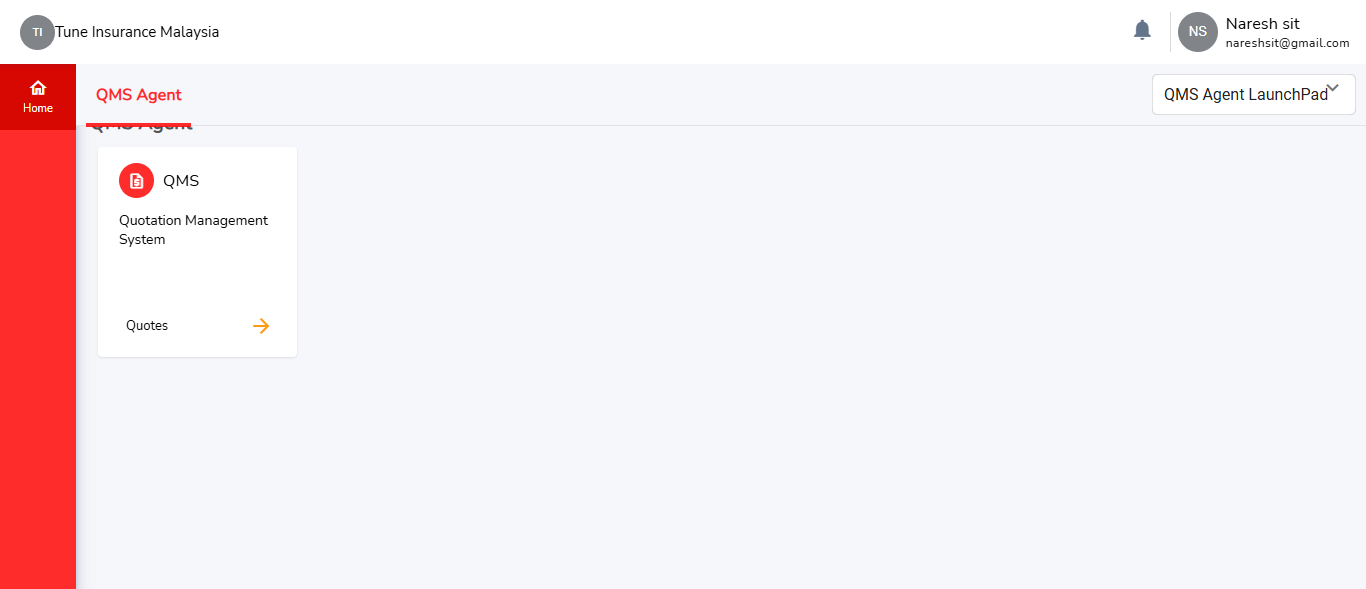 TI Tune Insurance Malaysia
NS Naresh sit
nareshsit@gmail.com
Home
QMS Agent
QMS Agent LaunchPad
QMS Agent
QMS
Quotation Management
System
Quotes